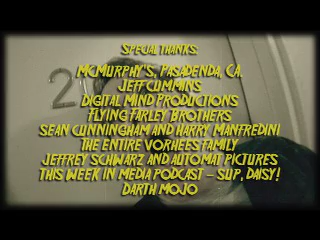 SPECIAL THANKS:
MCMURPHY'S, PASADENDA, CA.
JEFF CUMMINS
DIGITAL MIND PRODUCTIONS
FLYING FARLEY BROTHERS
SEAN CUNNINGHAM AND HARRY MANFREDINI
THE ENTIRE VORHEES FAMILY
JEFFREY SCHWARZ AND AUTOMAT PICTURES
THIS WEEK IN MEDIA PODCAST - SUP, DAISY!
DARTH MOJO